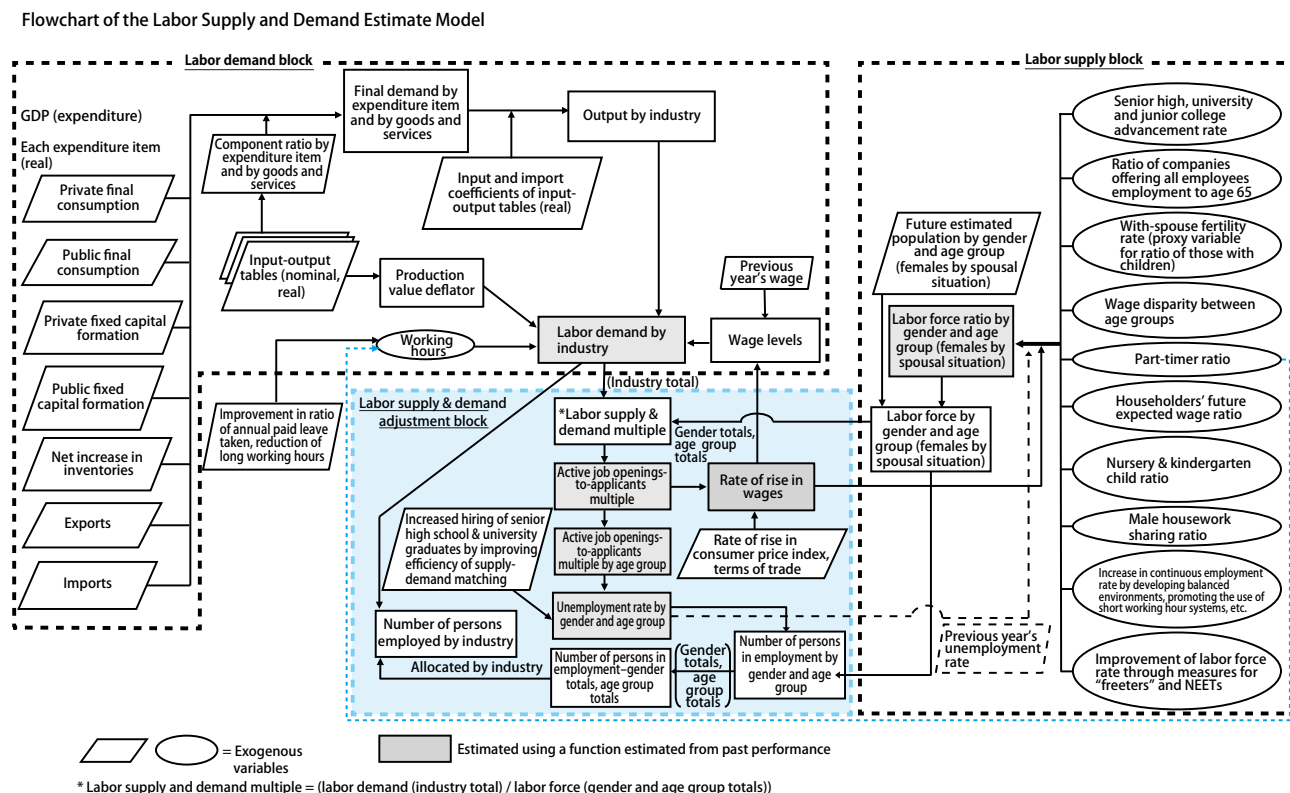 Flowchart of the Labor Supply and Demand Estimate Model
Labor demand block
GDP (expenditure)
Each expenditure item
(real)
Private final
consumption
Public final
consumption
Private fixed capital
formation
Public fixed
capital formation
Net increase in
inventories
Exports
Imports
Component ratio by
expenditure item
and by goods and
services
Final demand by
expenditure item
and by goods and
services
Input and import
coefficients of input-
output tables (real)
Output by industry
Input-output
tables (nominal,
real)
Production
value deflator
Previous
year's wage
Working
hours
Labor demand by
industry
Wage levels
(Industry total)
Improvement in ratio
of annual paid leave
taken, reduction of
long working hours
Labor supply & demand
adjustment block
*Labor supply &
demand multiple
Gender totals,
age group
totals
Active job openings-
to-applicants
multiple
Rate of rise in
wages
Increased hiring of senior
high school & university
graduates by improving
efficiency of supply-
demand matching
Active job openings-
to-applicants
multiple by age group
Rate of rise in
consumer price index,
terms of trade
Unemployment rate by
gender and age group
Number of persons
employed by industry
Allocated by industry
Number of persons in
employment–gender
totals, age group
totals
(Gender
totals,
age
group
totals)
Number of persons
in employment by
gender and age
group
Labor supply block
Future estimated
population by gender
and age group
(females by spousal
situation)
Labor force ratio by
gender and age
group (females by
spousal situation)
Labor force by
gender and age
group (females by
spousal situation)
Previous year's
unemployment
rate
Senior high, university
and junior college
advancement rate
Ratio of companies
offering all employees
employment to age 65
With-spouse fertility
rate (proxy variable
for ratio of those with
children)
Wage disparity between
age groups
Part-timer ratio
Householders' future
expected wage ratio
Nursery & kindergarten
child ratio
Male housework
sharing ratio
Increase in continuous employment
rate by developing balanced
environments, promoting the use of
short working hour systems, etc.
Improvement of labor force
rate through measures for
"freeters" and NEETs
= Exogenous
variables
Estimated using a function estimated from past performance
* Labor supply and demand multiple = (labor demand (industry total) / labor force (gender and age group totals))